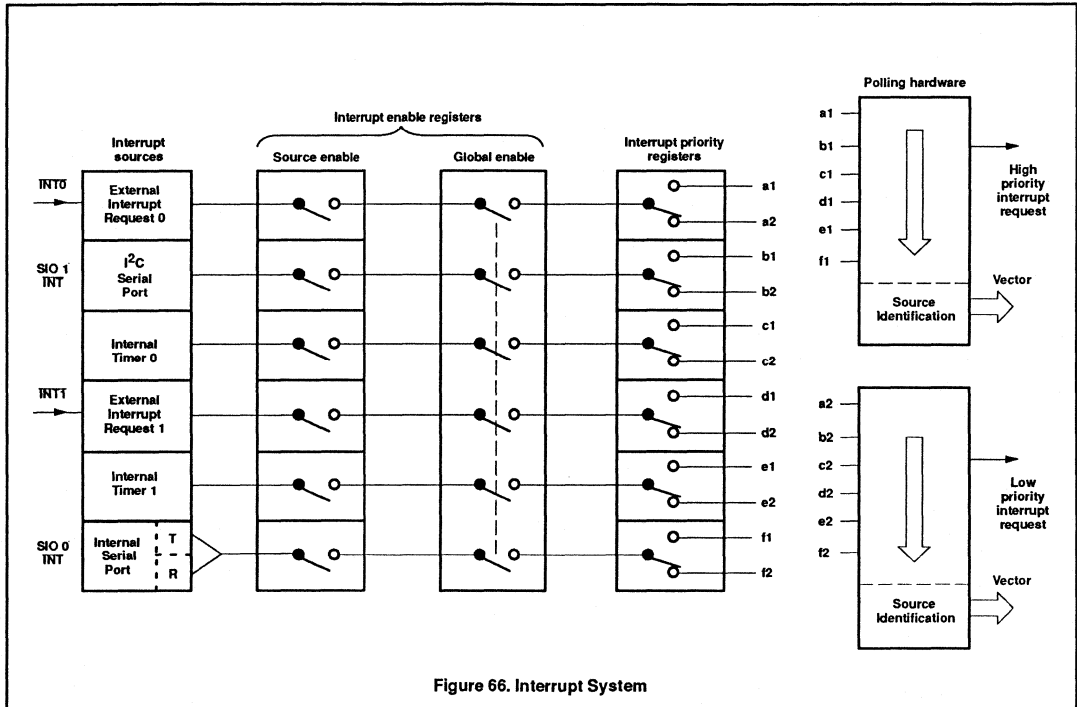 Polling hardware
Interrupt enable registers
Interrupt sources
Source enable
Global enable
Interrupt priority registers
INT0
External
Interrupt
Request 0
SIO 1
INT
I²C
Serial
Port
Internal
Timer 0
INT1
External
Interrupt
Request 1
Internal
Timer 1
SIO 0
INT
Internal
Serial
Port
T
R
a1
a2
b1
b2
c1
c2
d1
d2
e1
e2
f1
f2
a1
b1
c1
d1
e1
f1
High
priority
interrupt
request
Vector
Source
Identification
a2
b2
c2
d2
e2
f2
Low
priority
interrupt
request
Vector
Source
Identification
Figure 66. Interrupt System